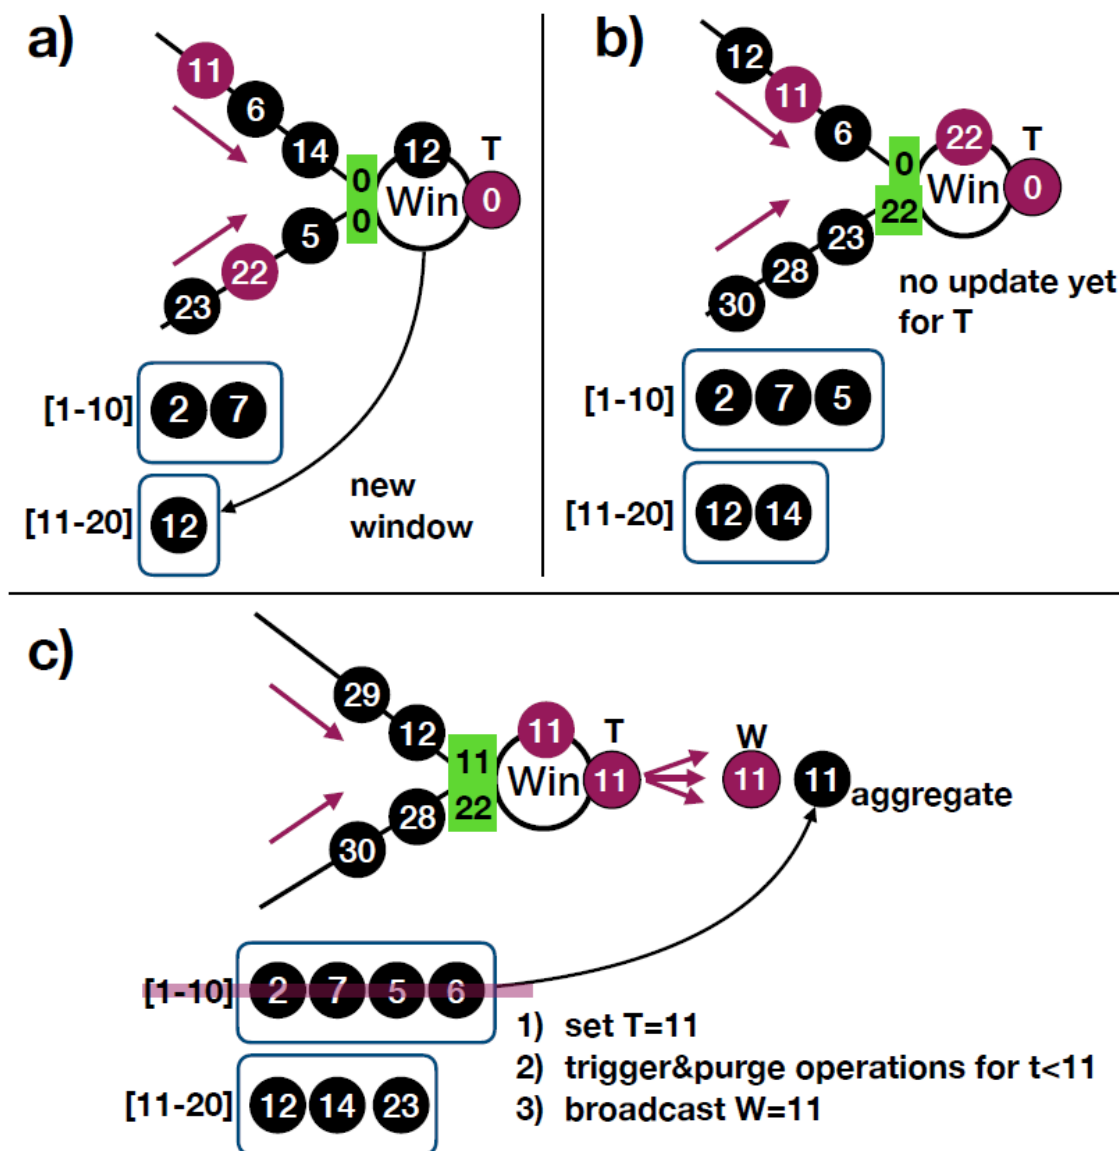 a)
11
6
14
12
T
0
0
Win
0
5
22
23
[1-10]
2 7
[11-20]
12
new
window
b)
12
11
6
22
T
0
Win
0
22
23
28
30
no update yet
for T
[1-10]
2 7 5
[11-20]
12 14
c)
29
12
11
T
11
22
Win
11
W
11
11
aggregate
28
30
[1-10]
2 7 5 6
1) set T=11
2) trigger&purge operations for t<11
3) broadcast W=11
[11-20]
12 14 23